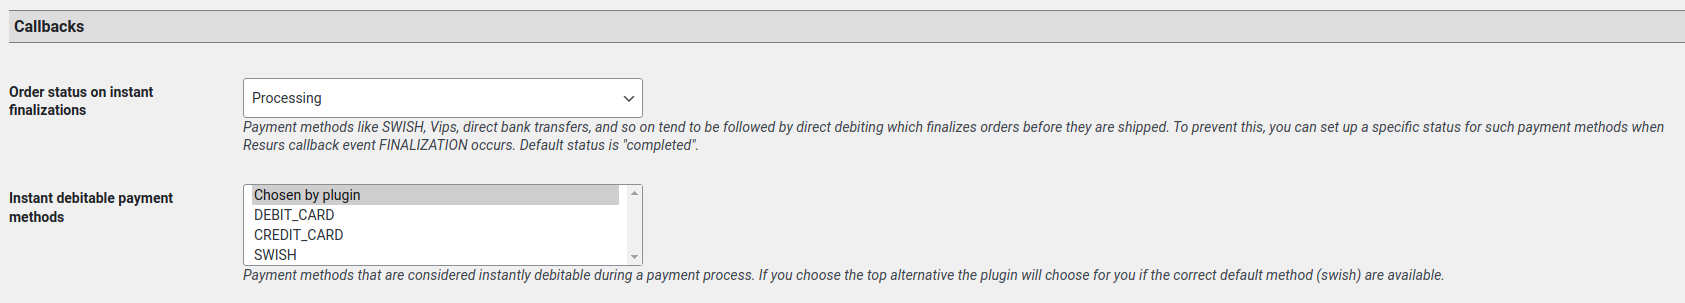 Callbacks
Order status on instant
finalizations
Processing
Payment methods like SWISH, Vips, direct bank transfers, and so on tend to be followed by direct debiting which finalizes orders before they are shipped. To prevent this, you can set up a specific status for such payment methods when
Resurs callback event FINALIZATION occurs. Default status is "completed".
Instant debitable payment
methods
Chosen by plugin
DEBIT_CARD
CREDIT_CARD
SWISH
Payment methods that are considered instantly debitable during a payment process. If you choose the top alternative the plugin will choose for you if the correct default method (swish) are available.